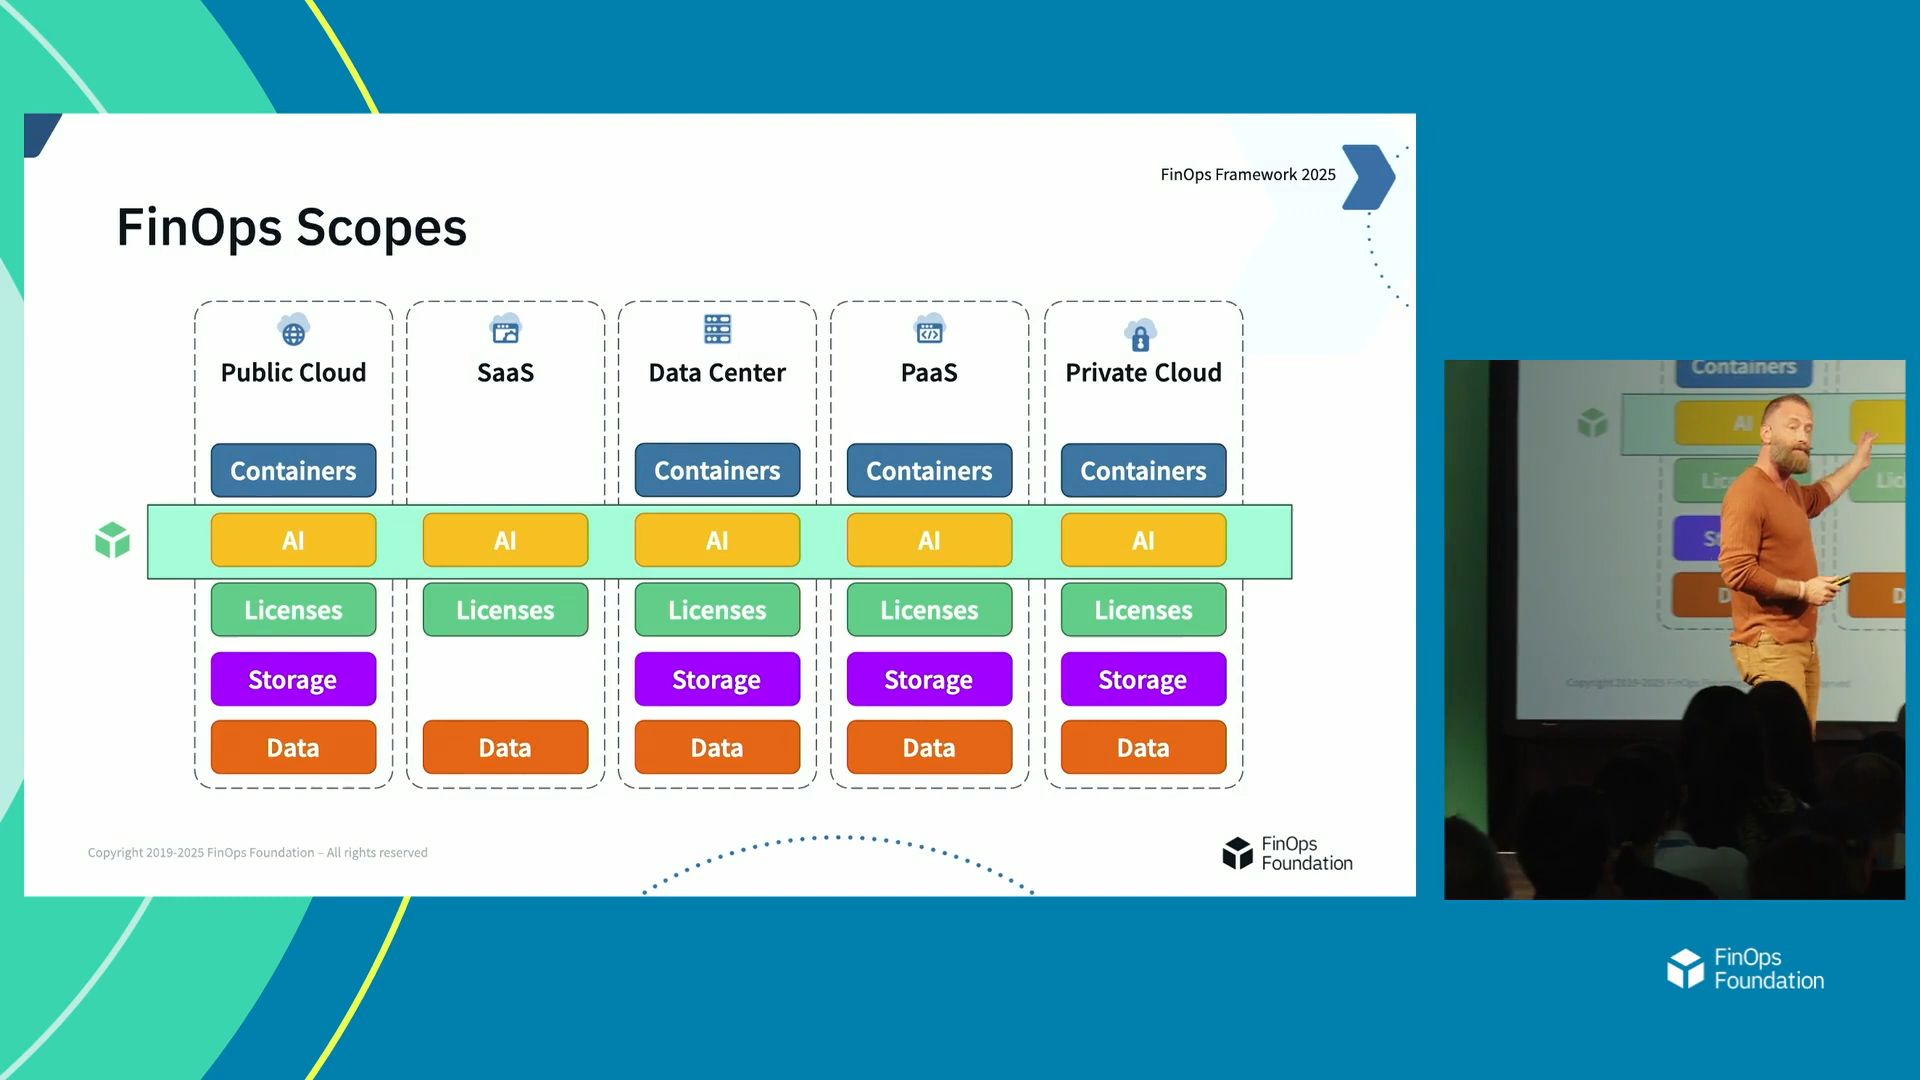 FinOps Framework 2025
FinOps Scopes
Public Cloud
SaaS
Data Center
PaaS
Private Cloud
Containers
Containers
Containers
Containers
AI
AI
AI
AI
AI
Licenses
Licenses
Licenses
Licenses
Licenses
Storage
Storage
Storage
Storage
Data
Data
Data
Data
Data
Copyright 2019-2025 FinOps Foundation – All rights reserved
FinOps
Foundation
Containers
AI
FinOps
Foundation